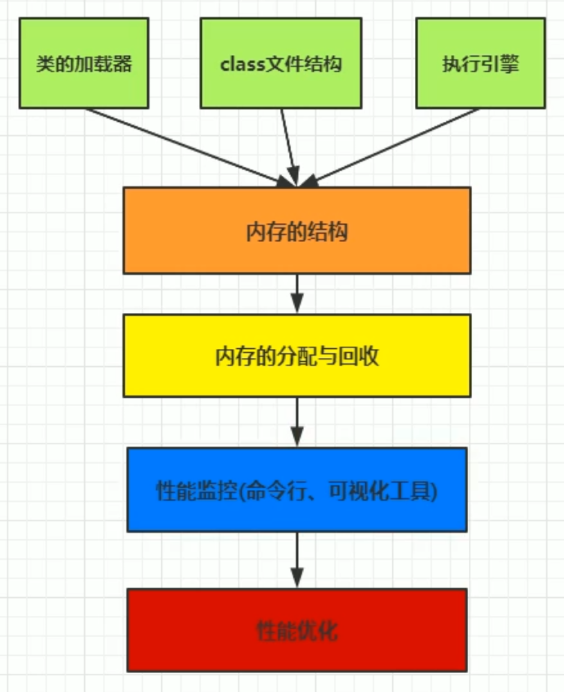 类的加载器
class文件结构
执行引擎
内存的结构
内存的分配与回收
性能监控(命令行、可视化工具)
性能优化